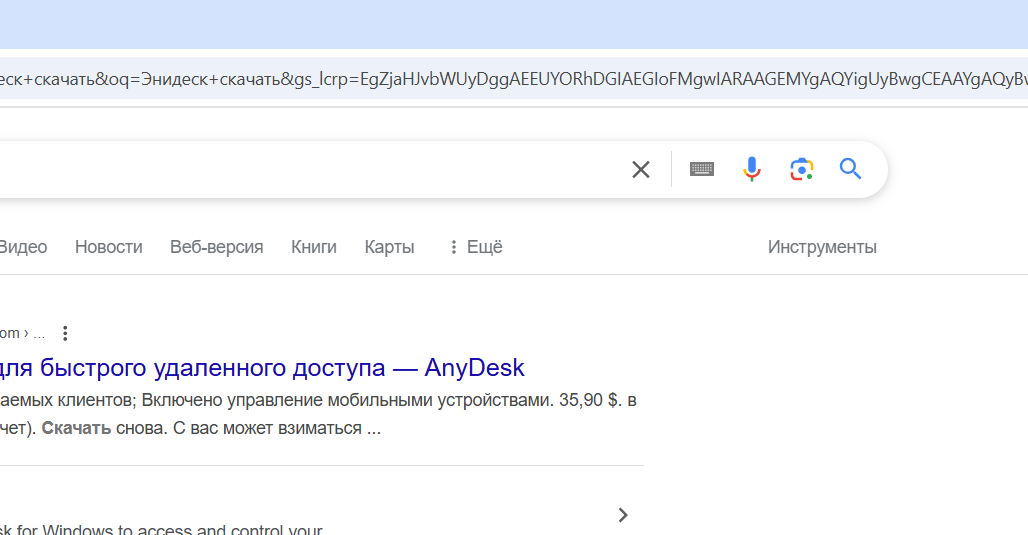 еск+скачать&oq=Энидеск+скачать&gs_lcrp=EgZjaHJvbWUyDggAEEUYORhDGIAEGIoFMgwIARAAGEMYgAQYigUyBwgCEAAYgAQyBw
Видео Новости Веб-версия Книги Карты Ещё Инструменты
om › ...
для быстрого удаленного доступа — AnyDesk
аемых клиентов; Включено управление мобильными устройствами. 35,90 $. в
чет). Скачать снова. С вас может взиматься ...
sk for Windows to access and control your